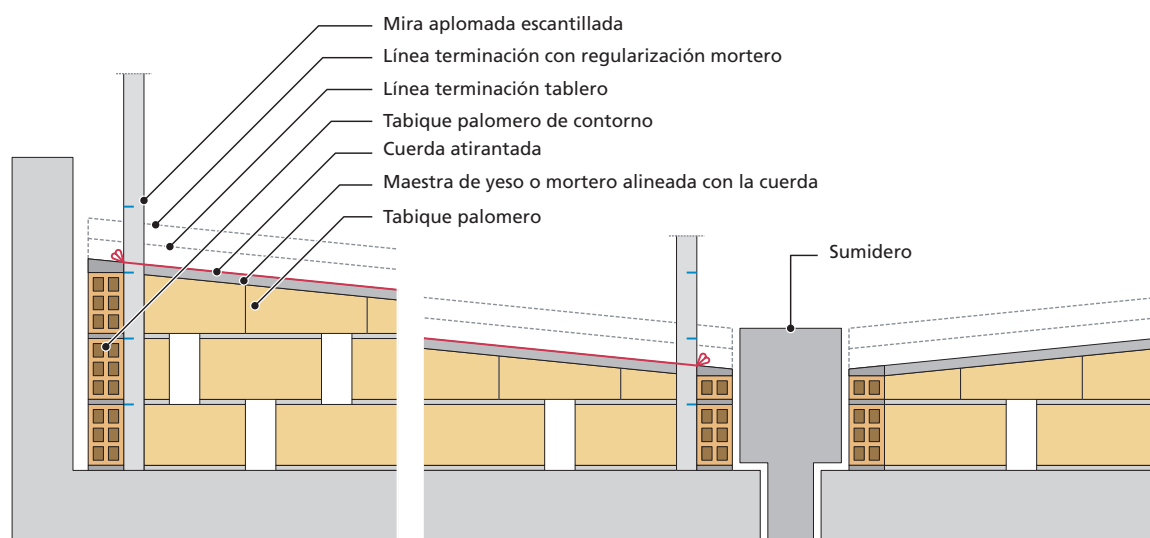 Mira aplomada escantillada
Línea terminación con regularización mortero
Línea terminación tablero
Tabique palomero de contorno
Cuerda atirantada
Maestra de yeso o mortero alineada con la cuerda
Tabique palomero
Sumidero